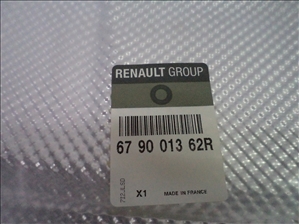 RENAULT GROUP
67 90 013 62R
X1 MADE IN FRANCE